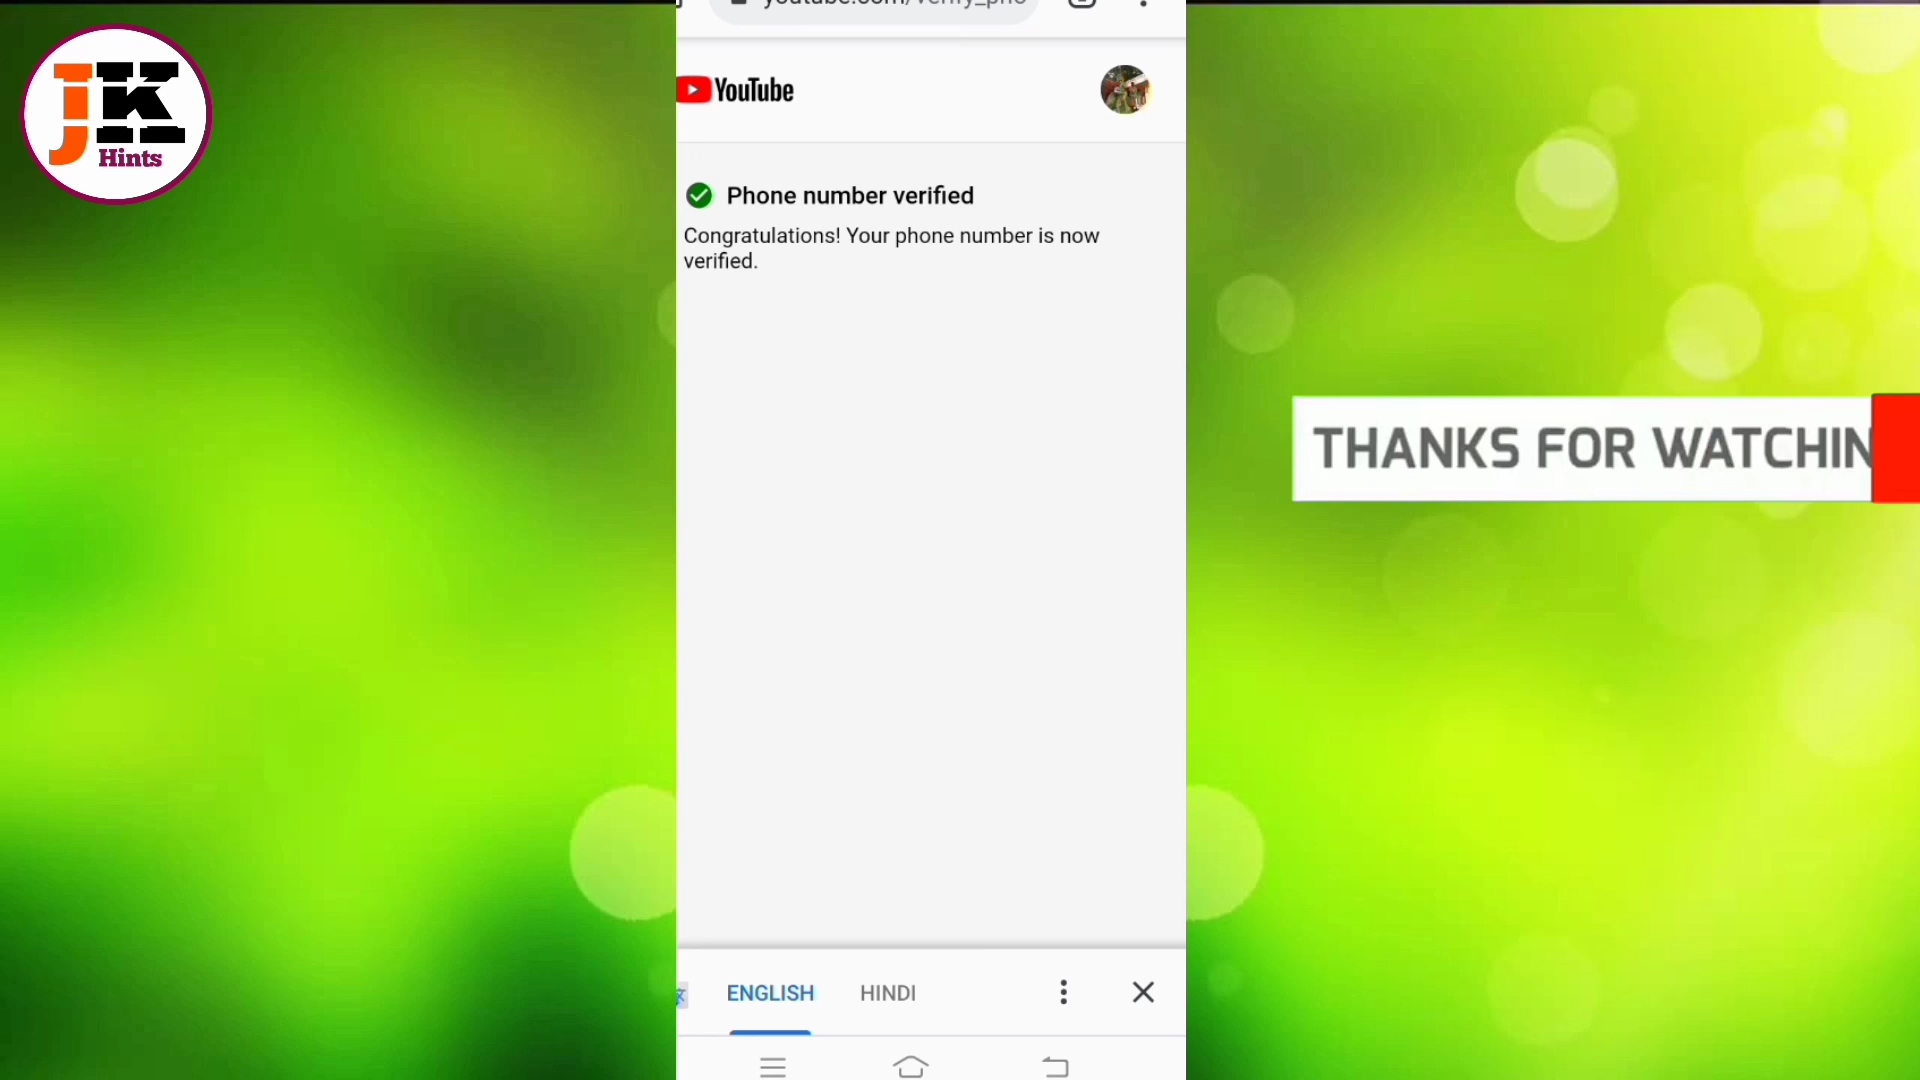 JK
Hints
YouTube
Phone number verified
Congratulations! Your phone number is now
verified.
THANKS FOR WATCHIN
ENGLISH
HINDI